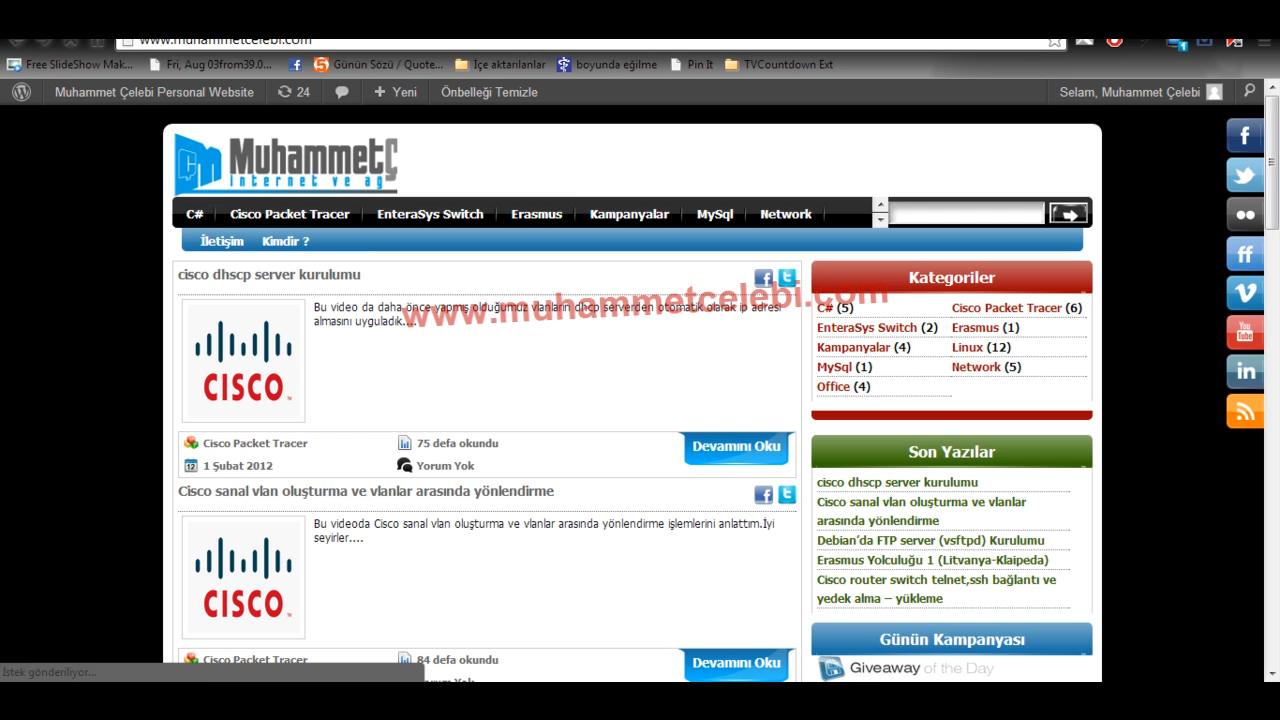 www.muhammetcelebi.com
Free SlideShow Mak... Fri, Aug 03from39.0... Günün Sözü / Quote... İçe aktarılanlar boyunda eğilme Pin It TVCountdown Ext
Muhammet Çelebi Personal Website 24 Yeni Önbelleği Temizle Selam, Muhammet Çelebi
MuhammetÇ
internet ve ag
C# Cisco Packet Tracer EnteraSys Switch Erasmus Kampanyalar MySql Network
İletişim Kimdir ?
cisco dhscp server kurulumu
Bu video da daha önce yapmış olduğumuz vlanların dhcp serverden otomatik olarak ip adresi
almasını uyguladık....
www.muhammetcelebi.com
CISCO
Cisco Packet Tracer 75 defa okundu
Devamını Oku
1 Şubat 2012 Yorum Yok
Cisco sanal vlan oluşturma ve vlanlar arasında yönlendirme
Bu videoda Cisco sanal vlan oluşturma ve vlanlar arasında yönlendirme işlemlerini anlattım.İyi
seyirler....
CISCO
Cisco Packet Tracer 84 defa okundu
Devamını Oku
Yorum Yok
Kategoriler
C# (5) Cisco Packet Tracer (6)
EnteraSys Switch (2) Erasmus (1)
Kampanyalar (4) Linux (12)
MySql (1) Network (5)
Office (4)
Son Yazılar
cisco dhscp server kurulumu
Cisco sanal vlan oluşturma ve vlanlar
arasında yönlendirme
Debian’da FTP server (vsftpd) Kurulumu
Erasmus Yolculuğu 1 (Litvanya-Klaipeda)
Cisco router switch telnet,ssh bağlantı ve
yedek alma – yükleme
Günün Kampanyası
Giveaway of the Day
You
Tube
İstek gönderiliyor...